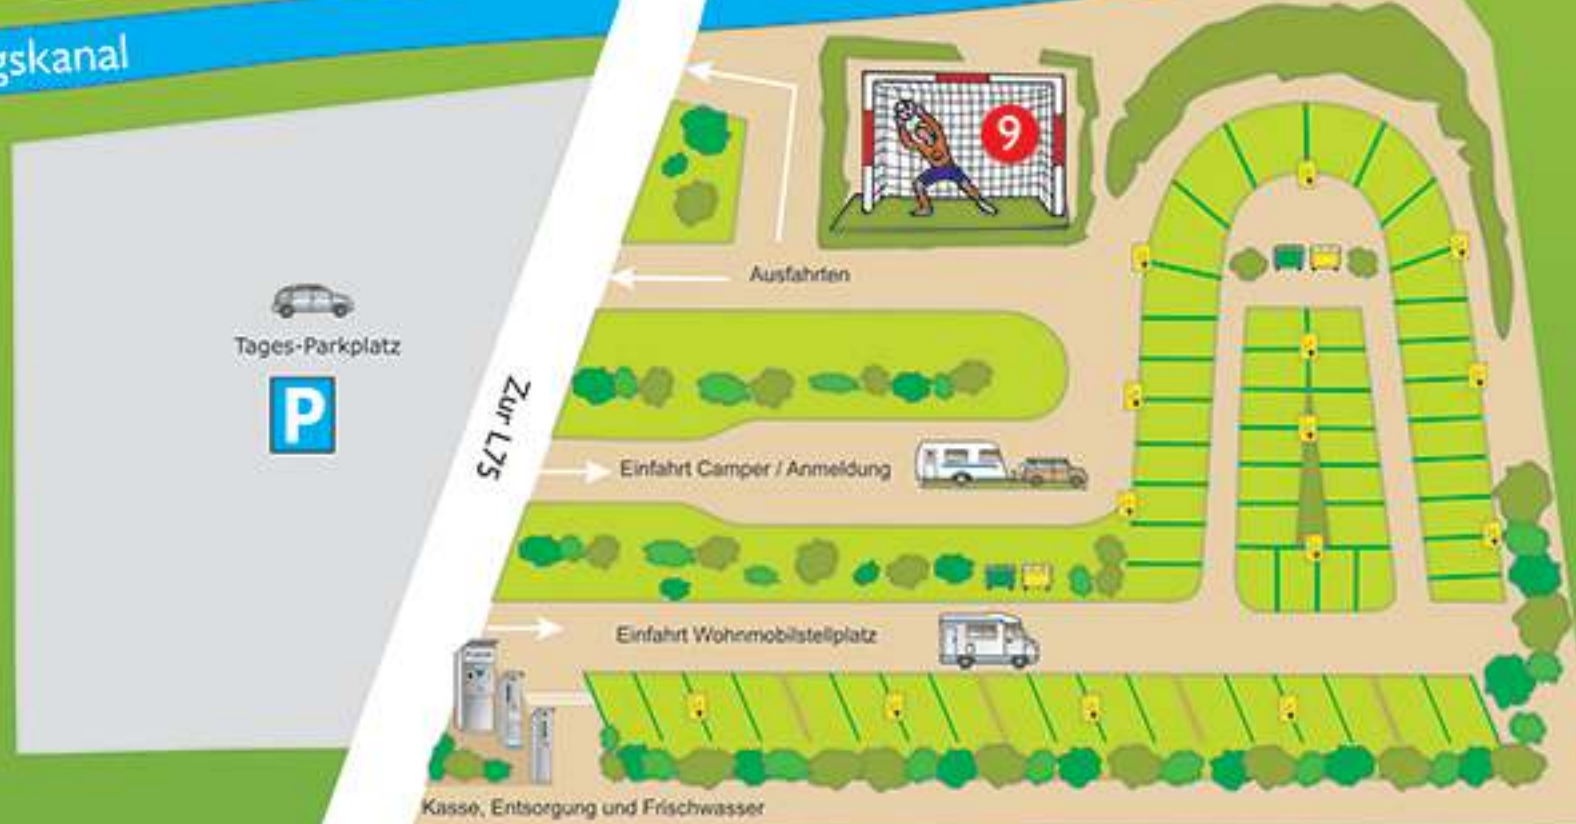 gskanal
9
Ausfahrten
Tages-Parkplatz
P
Zur L75
Einfahrt Camper / Anmeldung
Einfahrt Wohnmobilstellplatz
Kasse, Entsorgung und Frischwasser